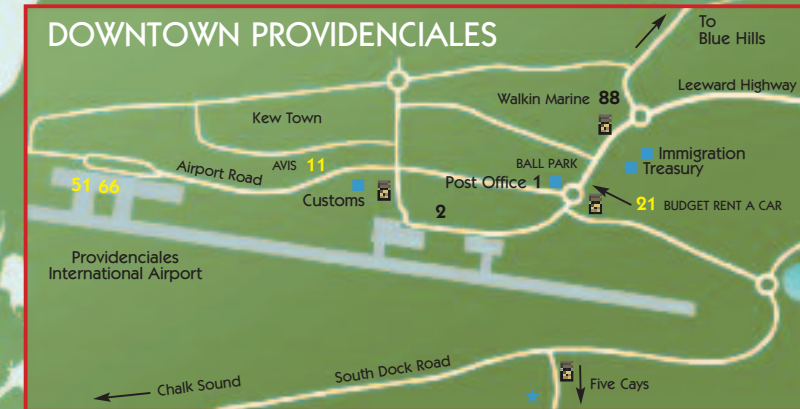 DOWNTOWN PROVIDENCIALES
To
Blue Hills
Leeward Highway
Walkin Marine 88
Kew Town
Immigration
Treasury
BALL PARK
AVIS 11
Airport Road
Post Office 1
51 66
Customs
2
21 BUDGET RENT A CAR
Providenciales
International Airport
South Dock Road
Chalk Sound
Five Cays